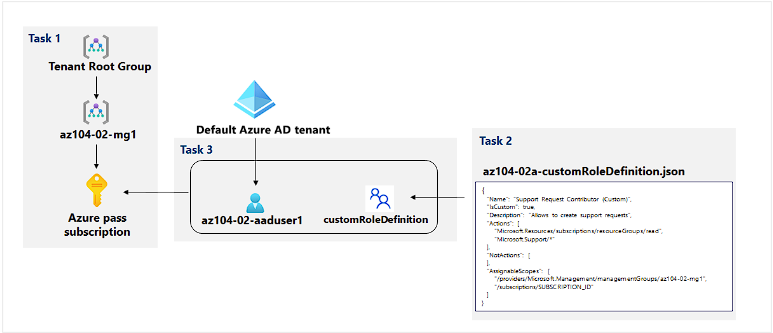 Task 1
Tenant Root Group
az104-02-mg1
Azure pass
subscription
Default Azure AD tenant
Task 3
az104-02-aaduser1
customRoleDefinition
Task 2
az104-02a-customRoleDefinition.json
{
"Name": "Support Request Contributor (Custom)",
"IsCustom": true,
"Description": "Allows to create support requests",
"Actions": [
"Microsoft.Resources/subscriptions/resourceGroups/read",
"Microsoft.Support/*"
],
"NotActions": [
],
"AssignableScopes": [
"/providers/Microsoft.Management/managementGroups/az104-02-mg1",
"/subscriptions/SUBSCRIPTION_ID"
]
}